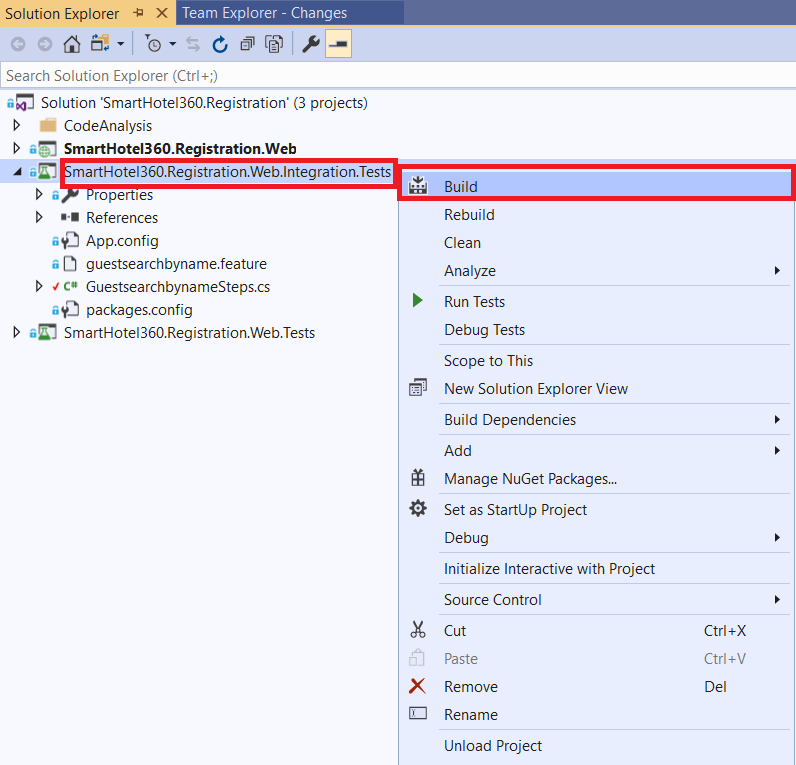 Solution Explorer
Team Explorer - Changes
Search Solution Explorer (Ctrl+;)
Solution 'SmartHotel360.Registration' (3 projects)
CodeAnalysis
SmartHotel360.Registration.Web
SmartHotel360.Registration.Web.Integration.Tests
Properties
References
App.config
guestsearchbyname.feature
C# GuestsearchbynameSteps.cs
packages.config
SmartHotel360.Registration.Web.Tests
Build
Rebuild
Clean
Analyze
Run Tests
Debug Tests
Scope to This
New Solution Explorer View
Build Dependencies
Add
Manage NuGet Packages...
Set as StartUp Project
Debug
Initialize Interactive with Project
Source Control
Cut Ctrl+X
Paste Ctrl+V
Remove Del
Rename
Unload Project